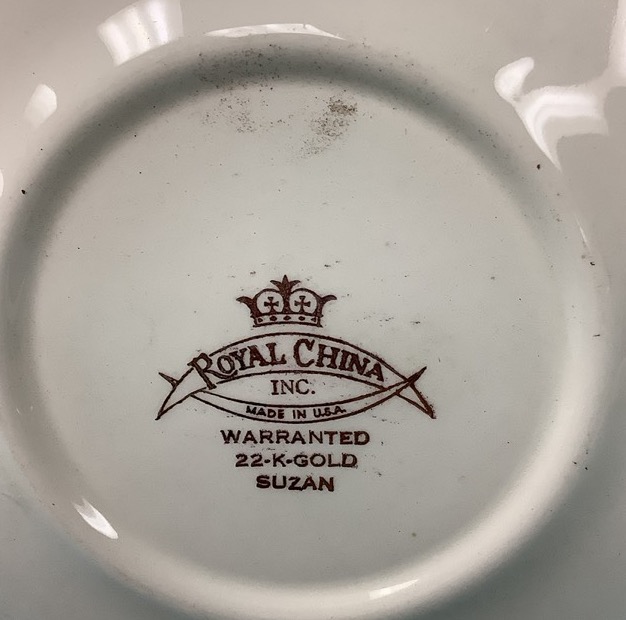 ROYAL CHINA
INC.
MADE IN U.S.A.
WARRANTED
22-K-GOLD
SUZAN